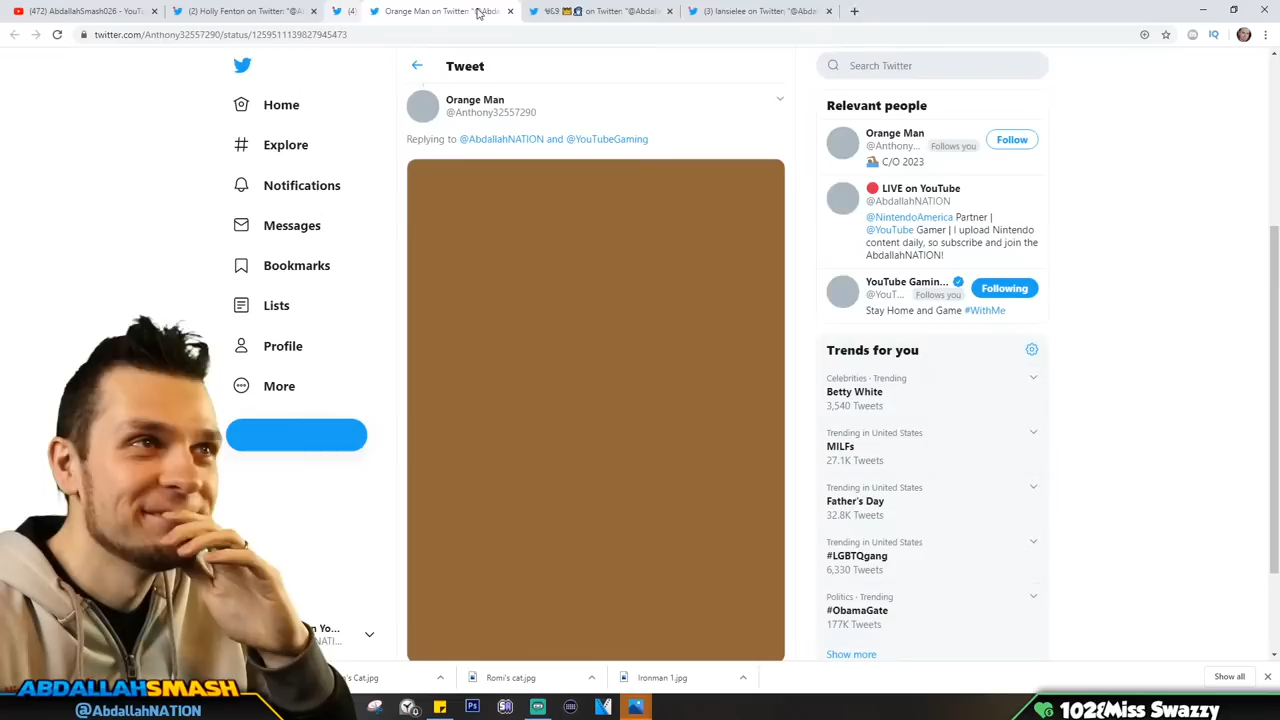 (472) AbdallahSmash026 - YouT
(2) Holly Fenton on Twitter: "@A
(4)
Orange Man on Twitter: "@Abd
on Twitter: "@Abdalla
(3) lansielee on Twitter: "@Abdal
twitter.com/Anthony32557290/status/1259511139827945473
Home
Explore
Notifications
Messages
Bookmarks
Lists
Profile
More
n Yo...
NATI...
Tweet
Orange Man
@Anthony32557290
Replying to @AbdallahNATION and @YouTubeGaming
Search Twitter
Relevant people
Orange Man
@Anthony... Follows you
Follow
C/O 2023
LIVE on YouTube
@AbdallahNATION
@NintendoAmerica Partner |
@YouTube Gamer | I upload Nintendo
content daily, so subscribe and join the
AbdallahNATION!
YouTube Gamin...
@YouT... Follows you
Following
Stay Home and Game #WithMe
Trends for you
Celebrities · Trending
Betty White
3,540 Tweets
Trending in United States
MILFs
27.1K Tweets
Trending in United States
Father's Day
32.8K Tweets
Trending in United States
#LGBTQgang
6,330 Tweets
Politics · Trending
#ObamaGate
177K Tweets
Show more
's Cat.jpg
Romi's cat.jpg
Ironman 1.jpg
Show all
ABDALLAHSMASH
@AbdallahNATION
102(Miss Swazzy